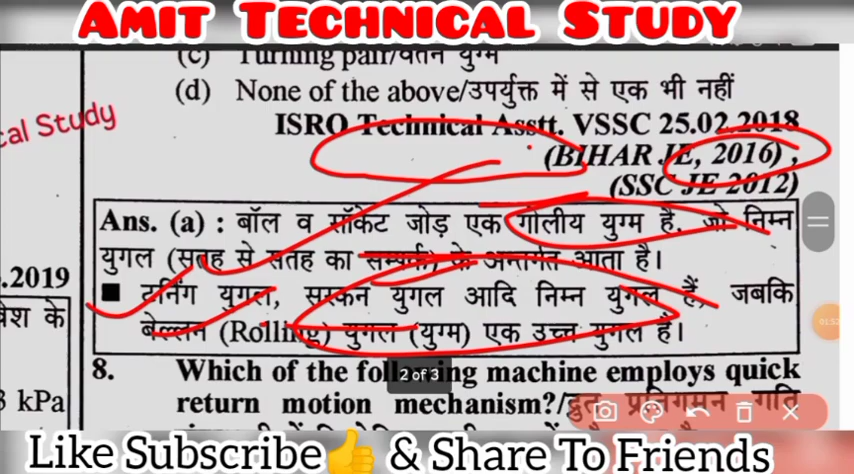 AMIT TECHNICAL STUDY
(c) Turning pair/वर्तन युग्म
(d) None of the above/उपर्युक्त में से एक भी नहीं
cal Study
ISRO Technical Asstt. VSSC 25.02.2018
(BIHAR JE, 2016),
(SSC JE 2012)
Ans. (a) : बॉल व सॉकेट जोड़ एक गोलीय युग्म है, जो निम्न
युगल (सतह से सतह का सम्पर्क) के अन्तर्गत आता है।
.2019
■ टर्निंग युगल, सरकन युगल आदि निम्न युगल हैं, जबकि
बेल्लन (Rolling) युगल (युग्म) एक उच्च युगल है।
01:52
8. Which of the following machine employs quick
2 of 3
kPa
return motion mechanism?/द्रुत प्रतिगमन गति
Like Subscribe👍 & Share To Friends